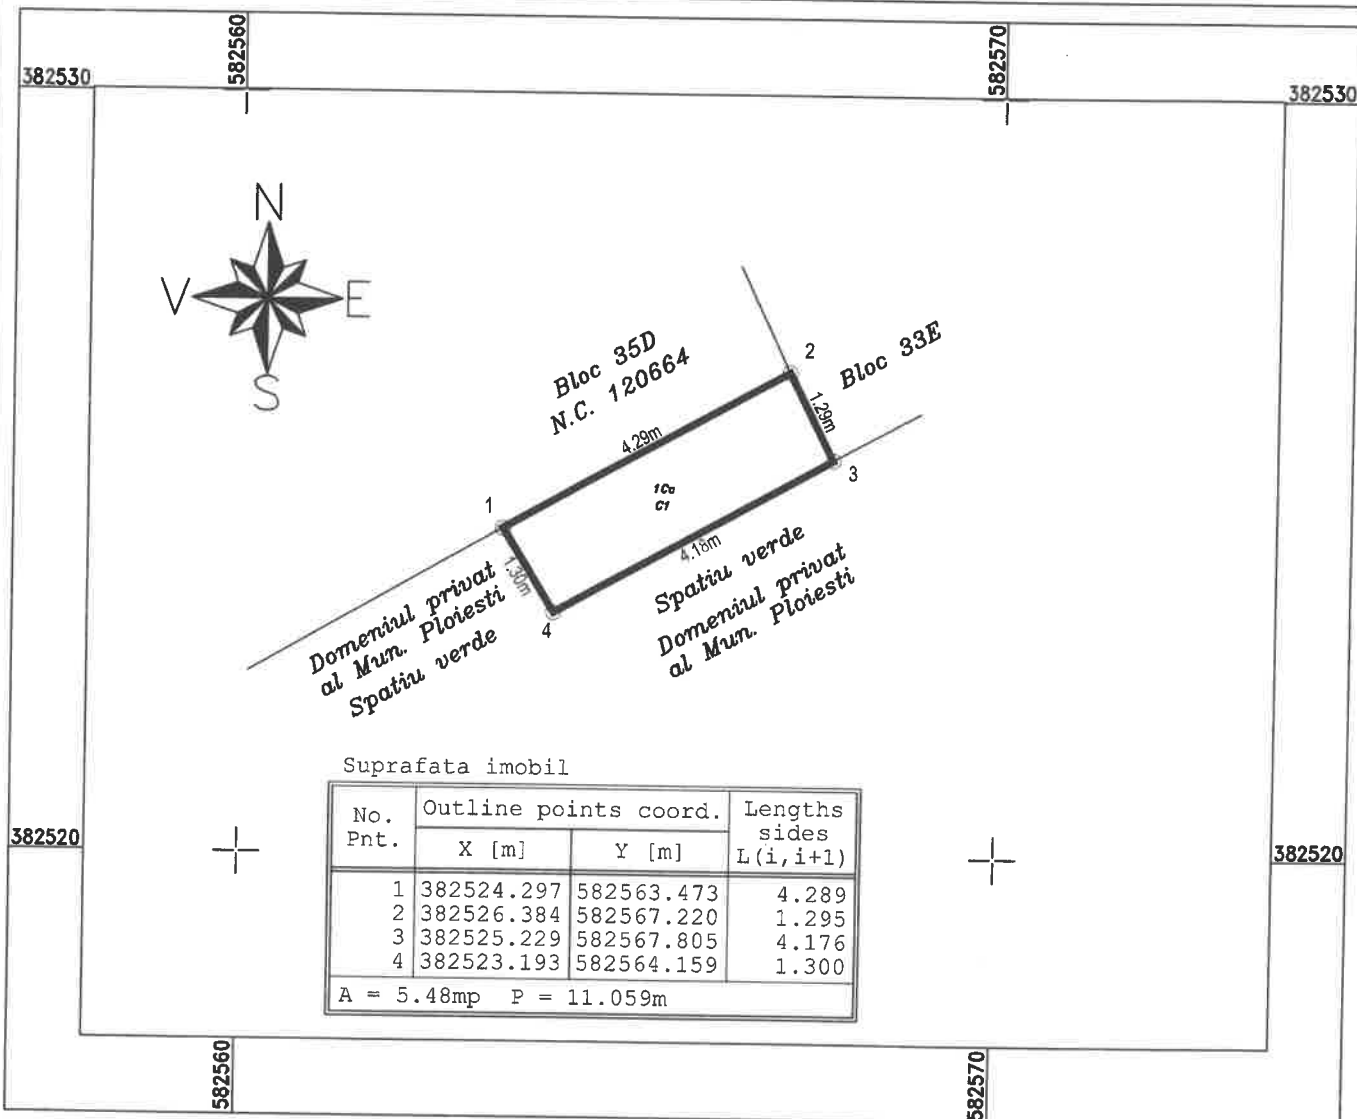 582560
582570
382530
382530
N
V
E
S
Bloc 35D
N.C. 120664
2
Bloc 33E
1.29m
4.29m
3
1Cc
C1
1
4.18m
1.30m
4
Domeniul privat
al Mun. Ploiesti
Spatiu verde
Spatiu verde
Domeniul privat
al Mun. Ploiesti
Suprafata imobil
No. Pnt. Outline points coord. Lengths sides L(i,i+1)
X [m] Y [m]
1 382524.297 582563.473 4.289
2 382526.384 582567.220 1.295
3 382525.229 582567.805 4.176
4 382523.193 582564.159 1.300
A = 5.48mp P = 11.059m
382520
382520
582560
582570